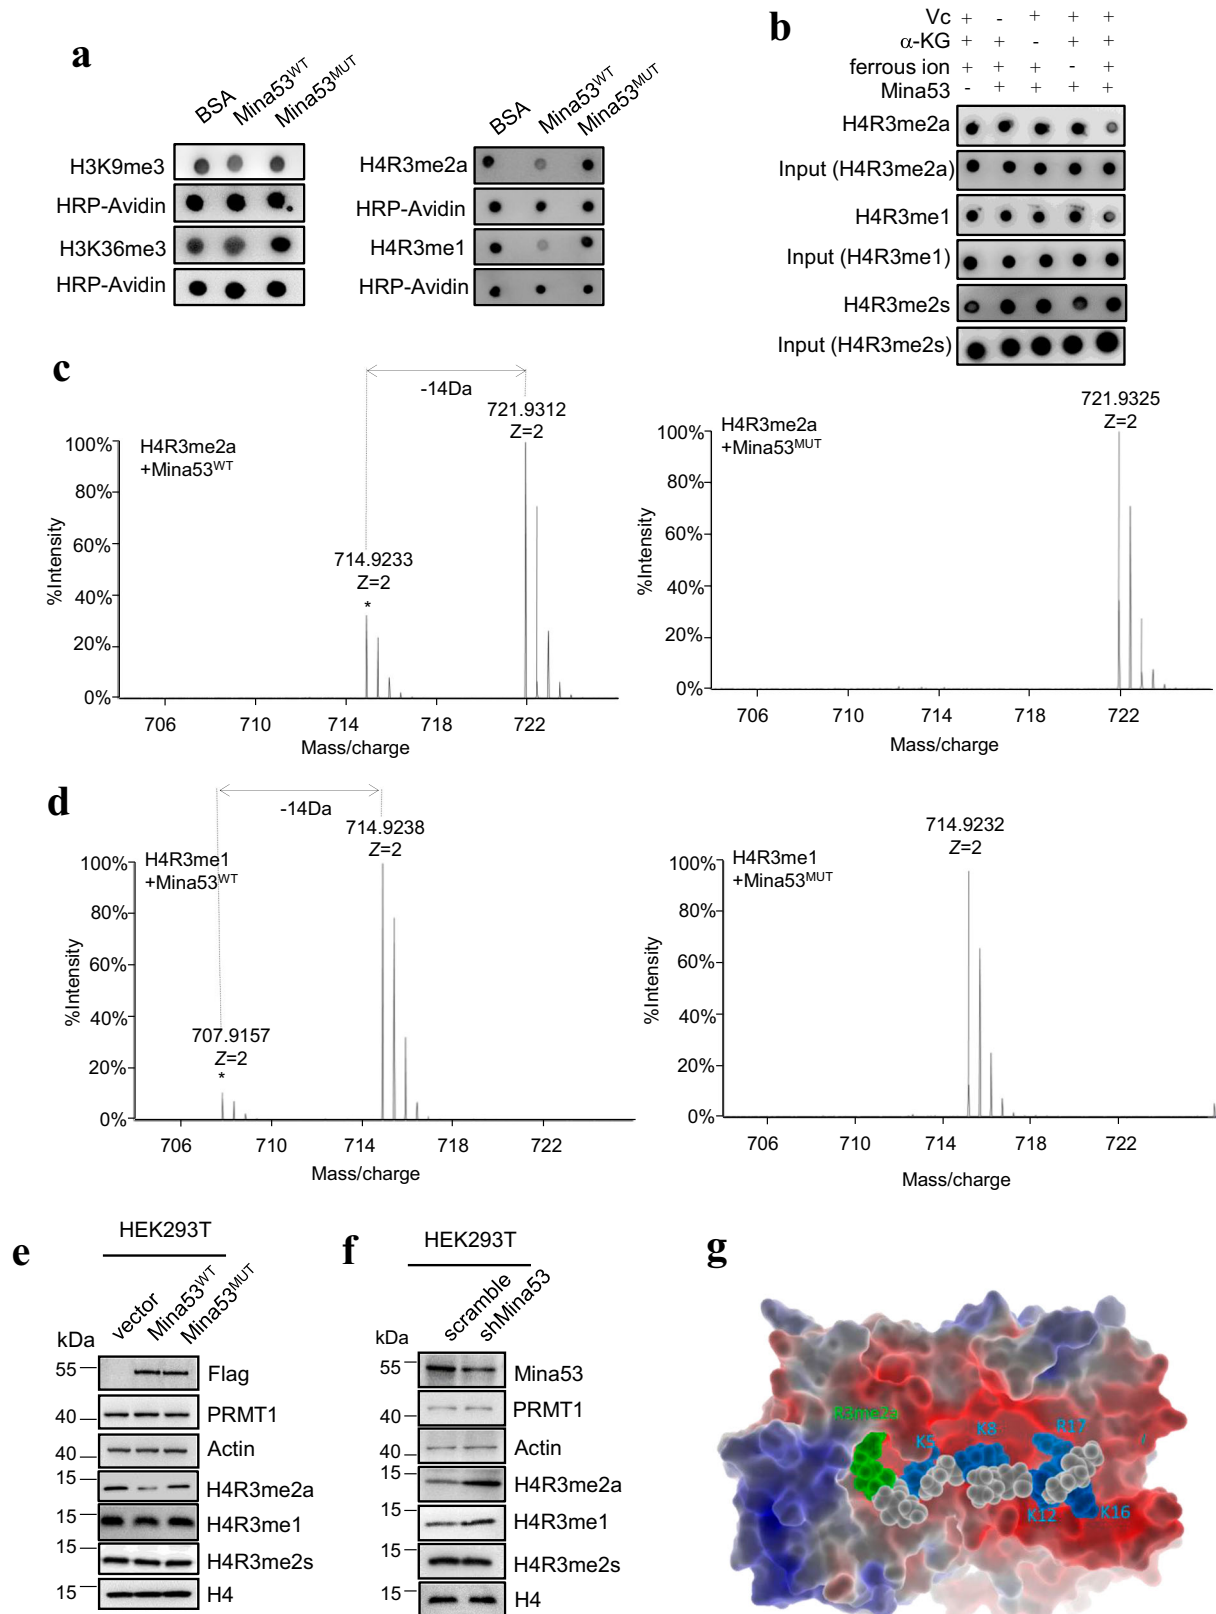 a
BSA
Mina53WT
Mina53MUT
H3K9me3
HRP-Avidin
H3K36me3
HRP-Avidin
BSA
Mina53WT
Mina53MUT
H4R3me2a
HRP-Avidin
H4R3me1
HRP-Avidin
b
Vc + - + + +
α-KG + + - + +
ferrous ion + + + - +
Mina53 - + + + +
H4R3me2a
Input (H4R3me2a)
H4R3me1
Input (H4R3me1)
H4R3me2s
Input (H4R3me2s)
c
-14Da
721.9312
Z=2
H4R3me2a
+Mina53WT
714.9233
Z=2
*
100%
80%
60%
40%
20%
0%
%Intensity
706 710 714 718 722
Mass/charge
721.9325
Z=2
H4R3me2a
+Mina53MUT
100%
80%
60%
40%
20%
0%
%Intensity
706 710 714 718 722
Mass/charge
d
-14Da
714.9238
Z=2
H4R3me1
+Mina53WT
707.9157
Z=2
*
100%
80%
60%
40%
20%
0%
%Intensity
706 710 714 718 722
Mass/charge
714.9232
Z=2
H4R3me1
+Mina53MUT
100%
80%
60%
40%
20%
0%
%Intensity
706 710 714 718 722
Mass/charge
e
HEK293T
vector
Mina53WT
Mina53MUT
kDa
55 Flag
40 PRMT1
40 Actin
15 H4R3me2a
15 H4R3me1
15 H4R3me2s
15 H4
f
HEK293T
scramble
shMina53
kDa
55 Mina53
40 PRMT1
40 Actin
15 H4R3me2a
15 H4R3me1
15 H4R3me2s
15 H4
g
R3me2a
K5
K8
R17
K12
K16